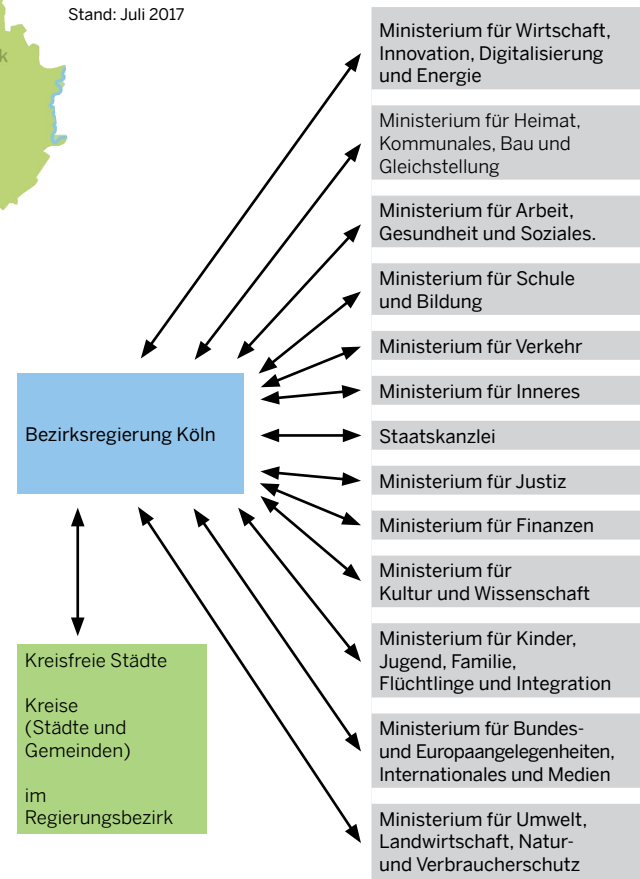 Stand: Juli 2017
k
Ministerium für Wirtschaft,
Innovation, Digitalisierung
und Energie
Ministerium für Heimat,
Kommunales, Bau und
Gleichstellung
Ministerium für Arbeit,
Gesundheit und Soziales.
Ministerium für Schule
und Bildung
Ministerium für Verkehr
Ministerium für Inneres
Bezirksregierung Köln
Staatskanzlei
Ministerium für Justiz
Ministerium für Finanzen
Ministerium für
Kultur und Wissenschaft
Ministerium für Kinder,
Jugend, Familie,
Flüchtlinge und Integration
Ministerium für Bundes-
und Europaangelegenheiten,
Internationales und Medien
Ministerium für Umwelt,
Landwirtschaft, Natur-
und Verbraucherschutz
Kreisfreie Städte
Kreise
(Städte und
Gemeinden)
im
Regierungsbezirk